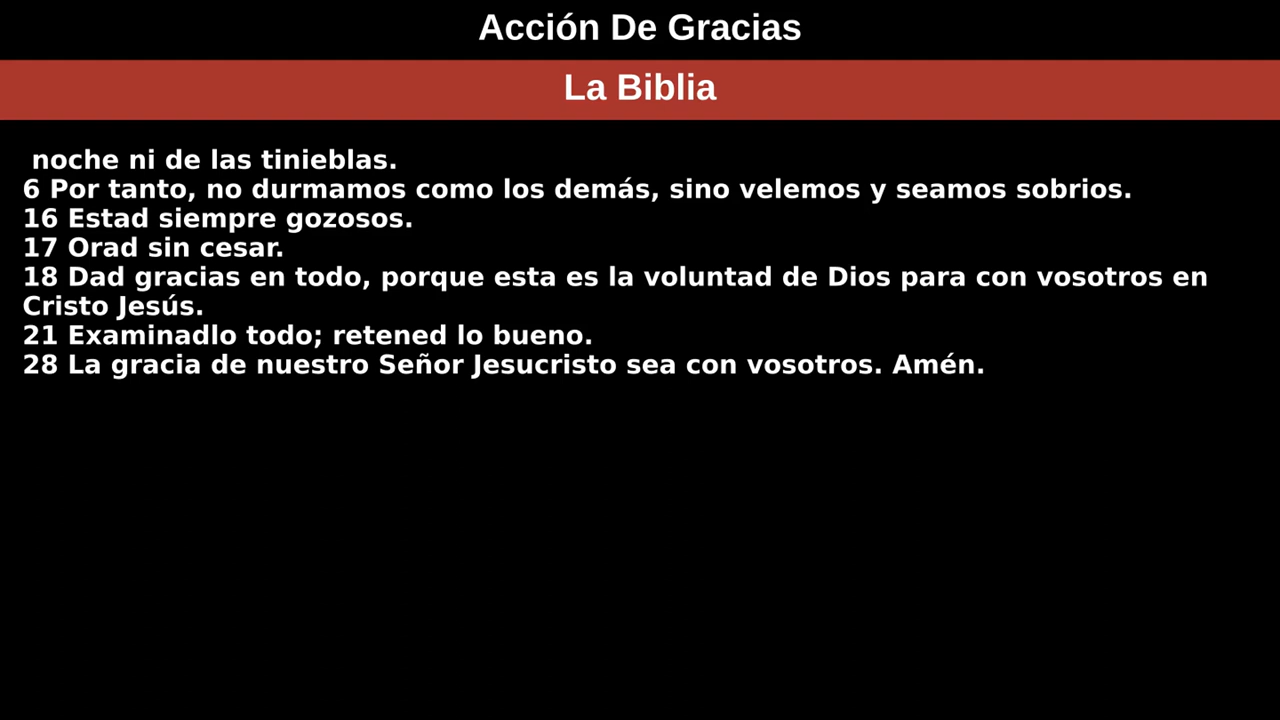 Acción De Gracias
La Biblia
noche ni de las tinieblas.
6 Por tanto, no durmamos como los demás, sino velemos y seamos sobrios.
16 Estad siempre gozosos.
17 Orad sin cesar.
18 Dad gracias en todo, porque esta es la voluntad de Dios para con vosotros en
Cristo Jesús.
21 Examinadlo todo; retened lo bueno.
28 La gracia de nuestro Señor Jesucristo sea con vosotros. Amén.